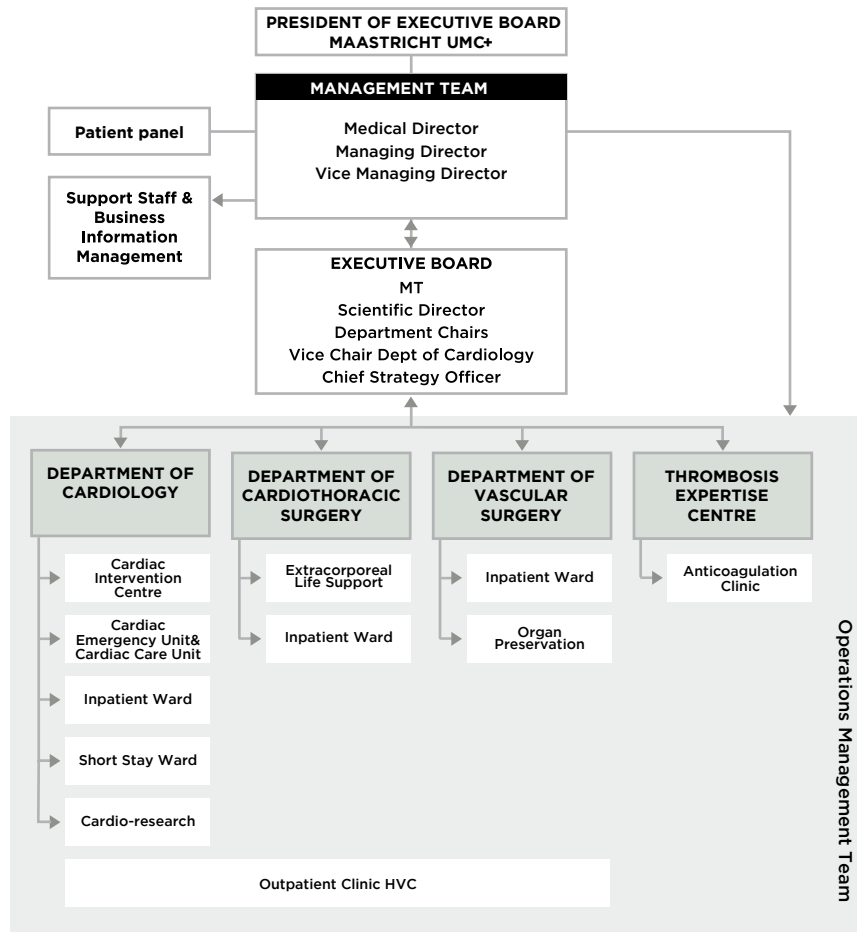 PRESIDENT OF EXECUTIVE BOARD
MAASTRICHT UMC+
MANAGEMENT TEAM
Medical Director
Managing Director
Vice Managing Director
Patient panel
Support Staff &
Business
Information
Management
EXECUTIVE BOARD
MT
Scientific Director
Department Chairs
Vice Chair Dept of Cardiology
Chief Strategy Officer
DEPARTMENT OF
CARDIOLOGY
Cardiac
Intervention
Centre
Cardiac
Emergency Unit&
Cardiac Care Unit
Inpatient Ward
Short Stay Ward
Cardio-research
DEPARTMENT OF
CARDIOTHORACIC
SURGERY
Extracorporeal
Life Support
Inpatient Ward
DEPARTMENT OF
VASCULAR
SURGERY
Inpatient Ward
Organ
Preservation
THROMBOSIS
EXPERTISE
CENTRE
Anticoagulation
Clinic
Outpatient Clinic HVC
Operations Management Team